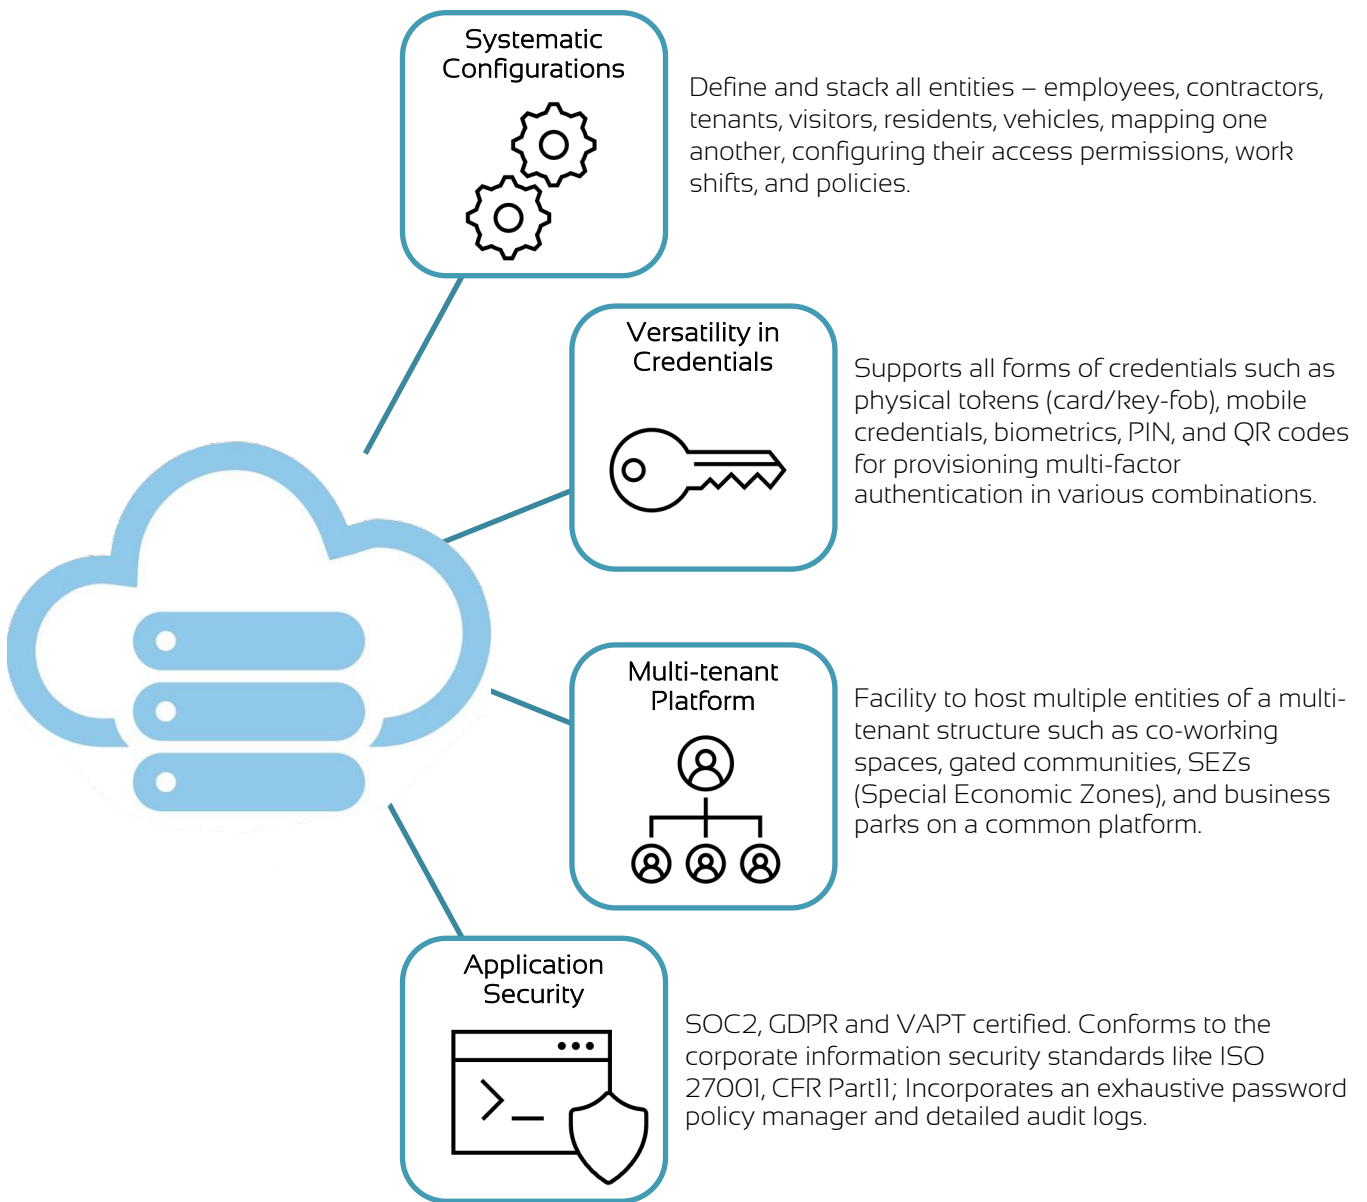 Systematic
Configurations
Define and stack all entities – employees, contractors,
tenants, visitors, residents, vehicles, mapping one
another, configuring their access permissions, work
shifts, and policies.
Versatility in
Credentials
Supports all forms of credentials such as
physical tokens (card/key-fob), mobile
credentials, biometrics, PIN, and QR codes
for provisioning multi-factor
authentication in various combinations.
Multi-tenant
Platform
Facility to host multiple entities of a multi-
tenant structure such as co-working
spaces, gated communities, SEZs
(Special Economic Zones), and business
parks on a common platform.
Application
Security
SOC2, GDPR and VAPT certified. Conforms to the
corporate information security standards like ISO
27001, CFR Part11; Incorporates an exhaustive password
policy manager and detailed audit logs.